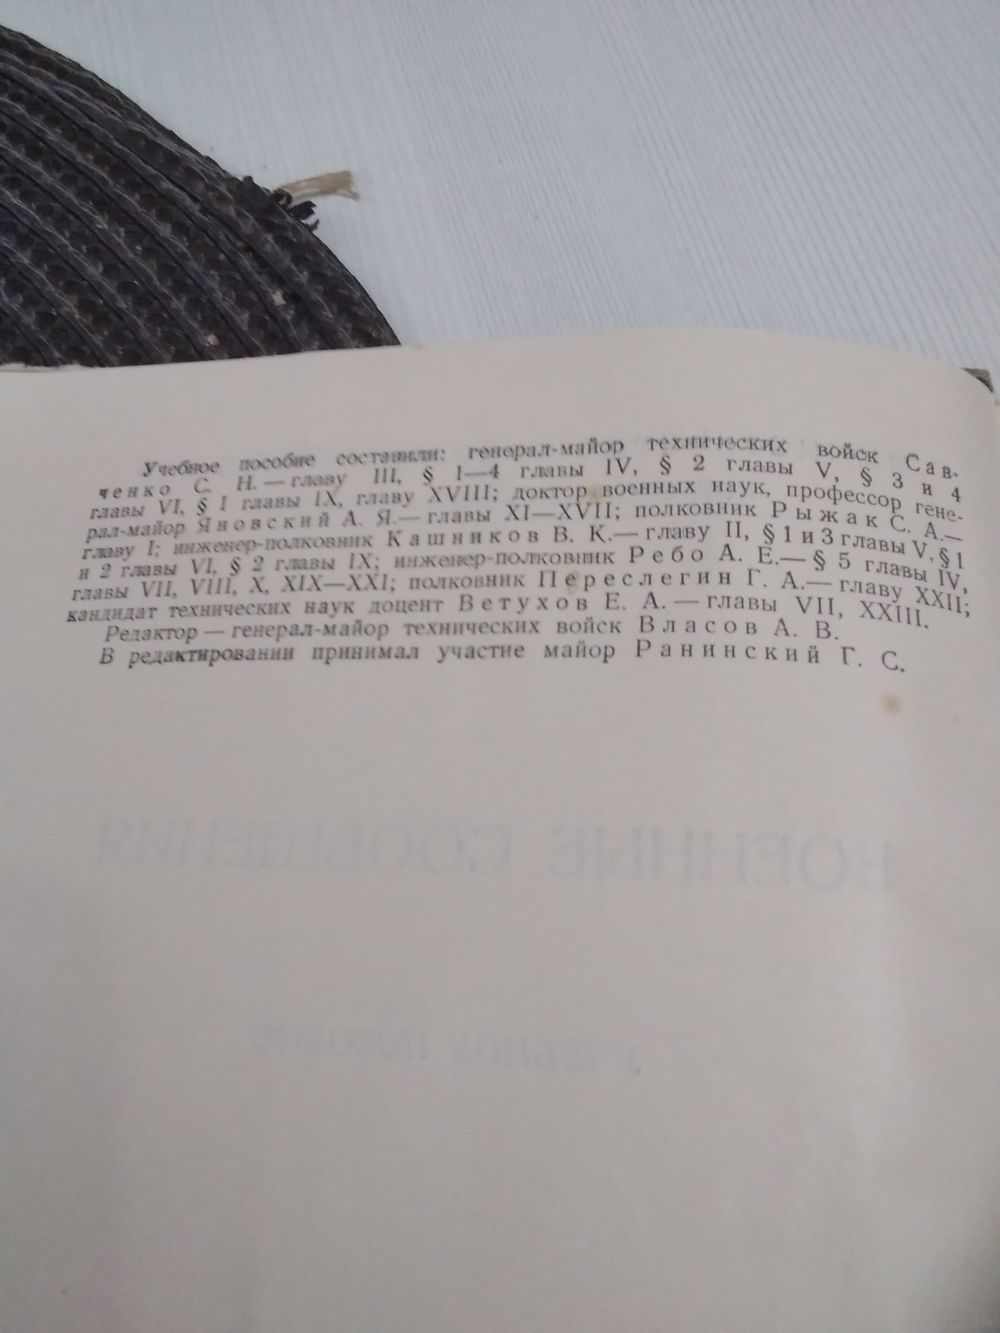 Учебное пособие составили: генерал-майор технических войск Сав-
ченко С. Н. — главу III, § 1—4 главы IV, § 2 главы V, § 3 и 4
главы VI, § 1 главы IX, главу XVIII; доктор военных наук, профессор гене-
рал-майор Яновский А. Я.— главы XI—XVII; полковник Рыжак С. А.—
главу I; инженер-полковник Кашников В. К.— главу II, § 1 и 3 главы V, § 1
и 2 главы VI, § 2 главы IX; инженер-полковник Ребо А. Е.— § 5 главы IV,
главы VII, VIII, X, XIX—XXI; полковник Переслегин Г. А.— главу XXII;
кандидат технических наук доцент Ветухов Е. А. — главы VII, XXIII.
Редактор — генерал-майор технических войск Власов А. В.
В редактировании принимал участие майор Ранинский Г. С.
ВОЕННЫЕ СООБЩЕНИЯ
УЧЕБНОЕ ПОСОБИЕ